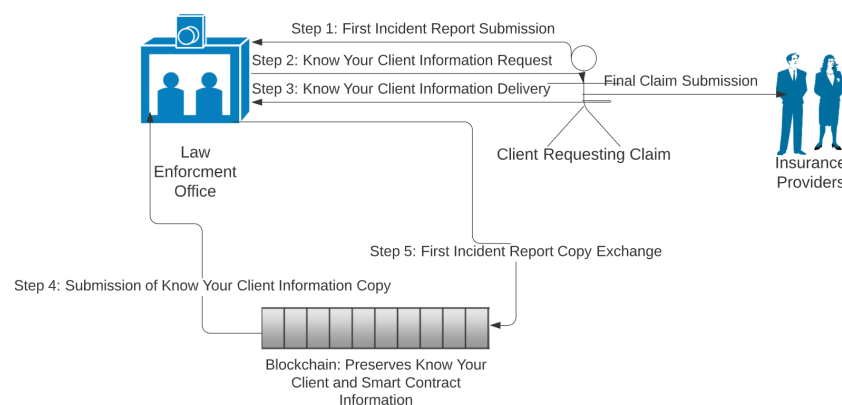 Step 1: First Incident Report Submission
Step 2: Know Your Client Information Request
Step 3: Know Your Client Information Delivery
Final Claim Submission
Client Requesting Claim
Insurance
Providers
Law
Enforcment
Office
Step 5: First Incident Report Copy Exchange
Step 4: Submission of Know Your Client Information Copy
Blockchain: Preserves Know Your
Client and Smart Contract
Information